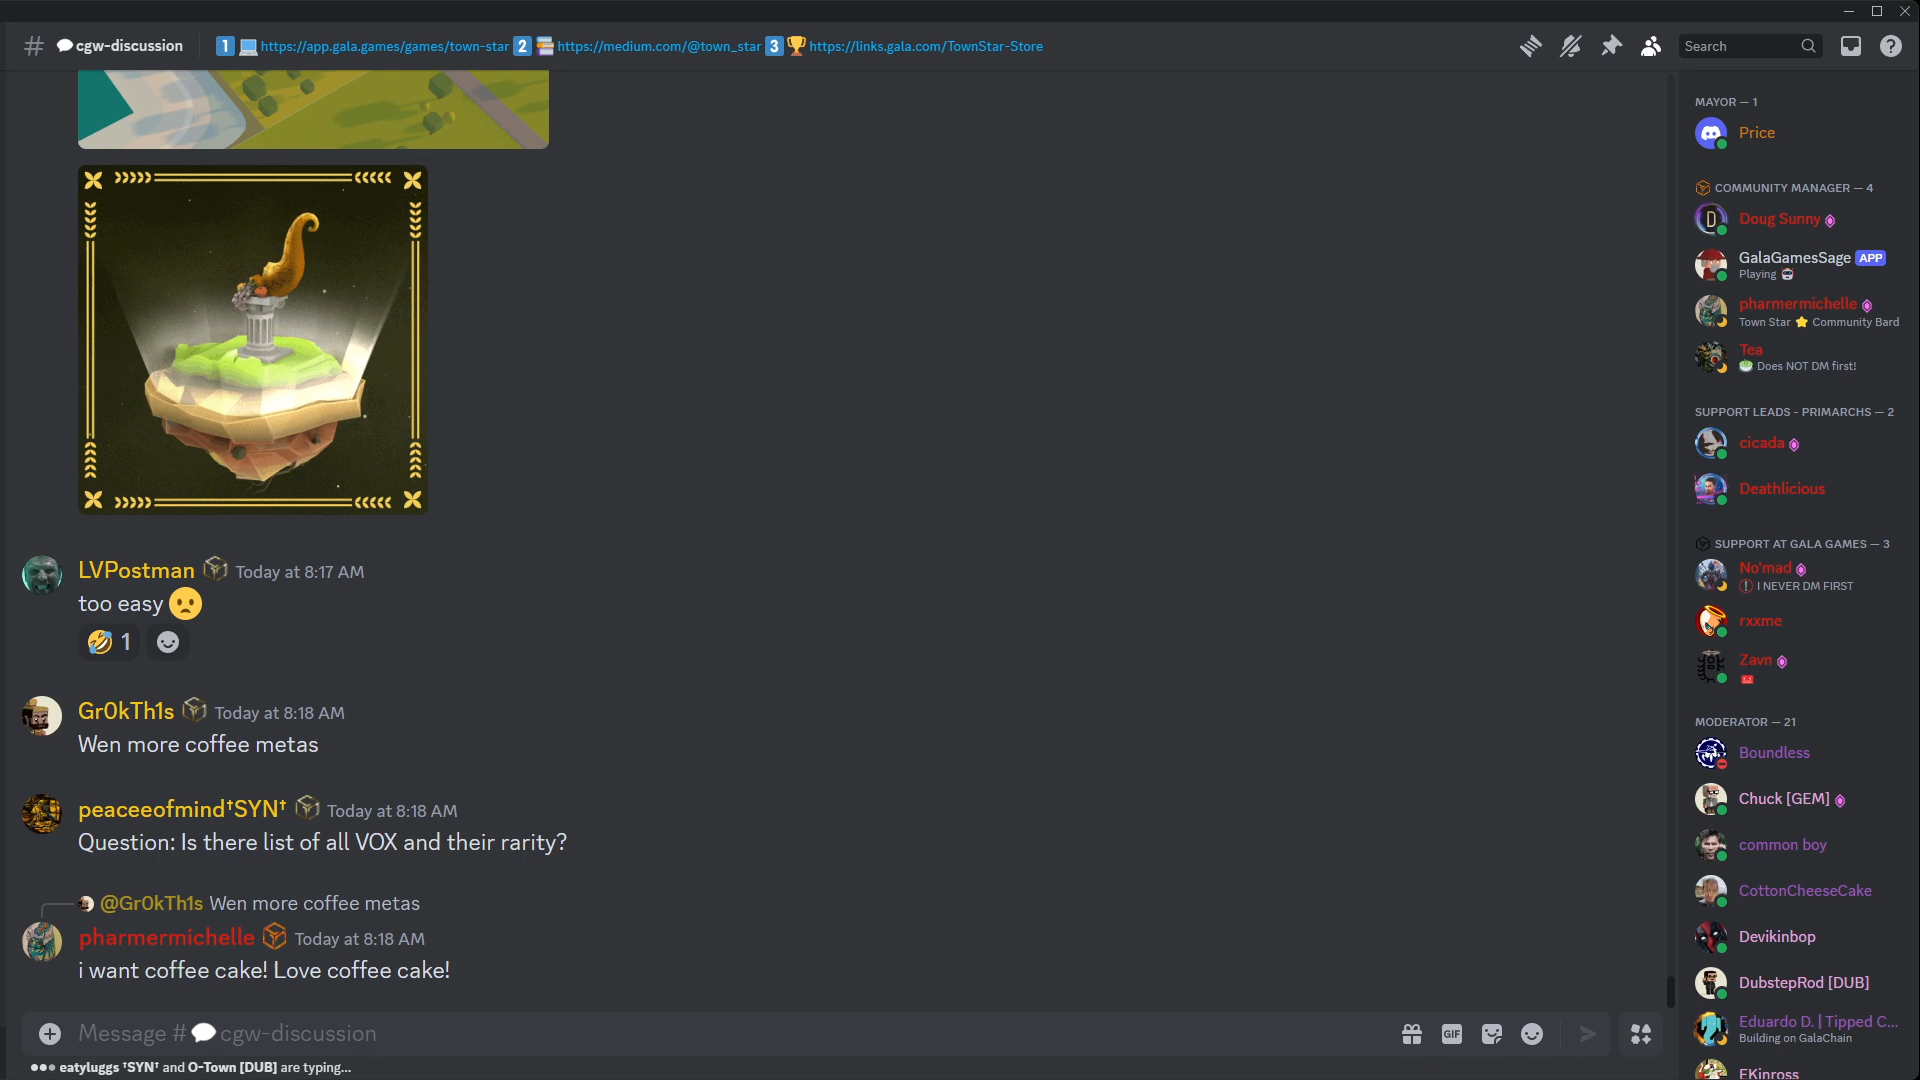 # 💬 cgw-discussion
1 💻 https://app.gala.games/games/town-star 2 📚 https://medium.com/@town_star 3 🏆 https://links.gala.com/TownStar-Store
Search
LVPostman Today at 8:17 AM
too easy 😦
🤣 1
Gr0kTh1s Today at 8:18 AM
Wen more coffee metas
peaceeofmind†SYN† Today at 8:18 AM
Question: Is there list of all VOX and their rarity?
@Gr0kTh1s Wen more coffee metas
pharmermichelle Today at 8:18 AM
i want coffee cake! Love coffee cake!
Message #💬cgw-discussion
GIF
eatyluggs †SYN† and O-Town [DUB] are typing...
MAYOR — 1
Price
COMMUNITY MANAGER — 4
D
Doug Sunny
GalaGamesSage APP
Playing
pharmermichelle
Town Star ⭐ Community Bard
Tea
🍵 Does NOT DM first!
SUPPORT LEADS - PRIMARCHS — 2
cicada
Deathlicious
SUPPORT AT GALA GAMES — 3
No'mad
I NEVER DM FIRST
rxxme
Zavn
MODERATOR — 21
Boundless
Chuck [GEM]
common boy
CottonCheeseCake
Devikinbop
DubstepRod [DUB]
Eduardo D. | Tipped C...
Building on GalaChain
EKinross